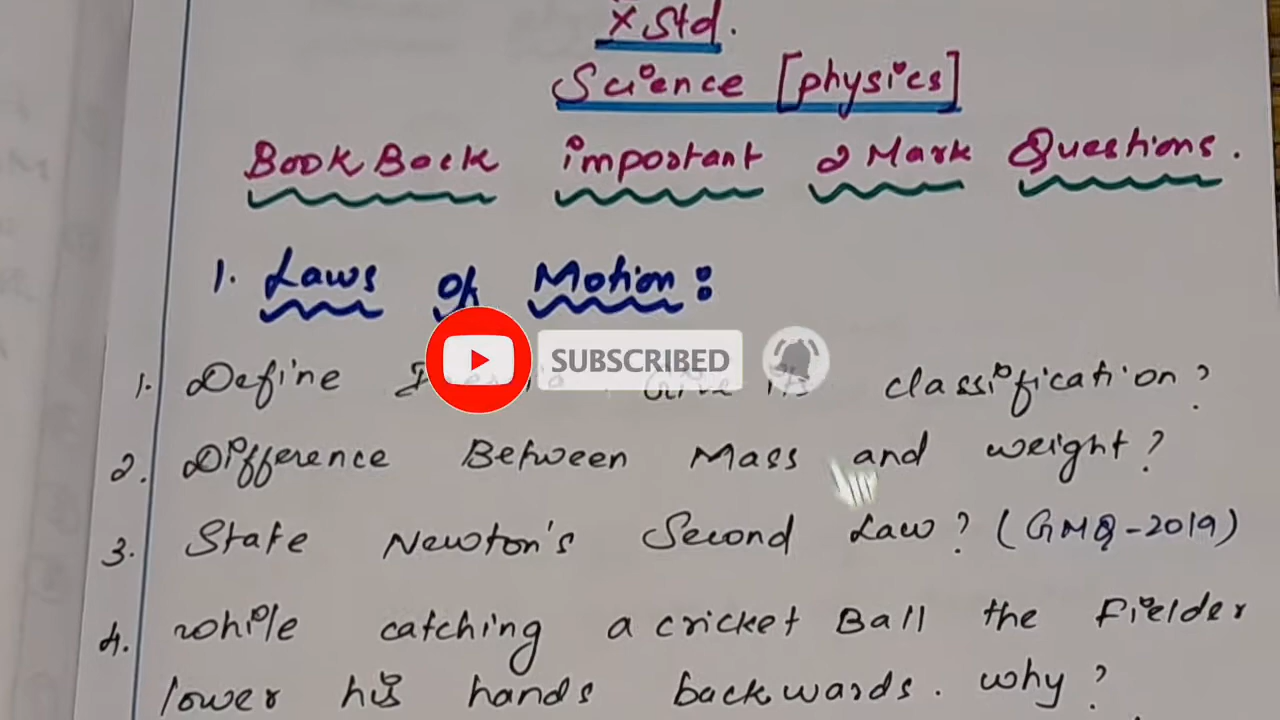 X Std.
Science [physics]
Book Back important 2 Mark Questions.
1. Laws of Motion:
SUBSCRIBED
1. Define classification?
2. Difference Between Mass and weight?
3. State Newton's Second Law? (GMQ-2019)
4. while catching a cricket Ball the Fielder
lower his hands backwards. why?